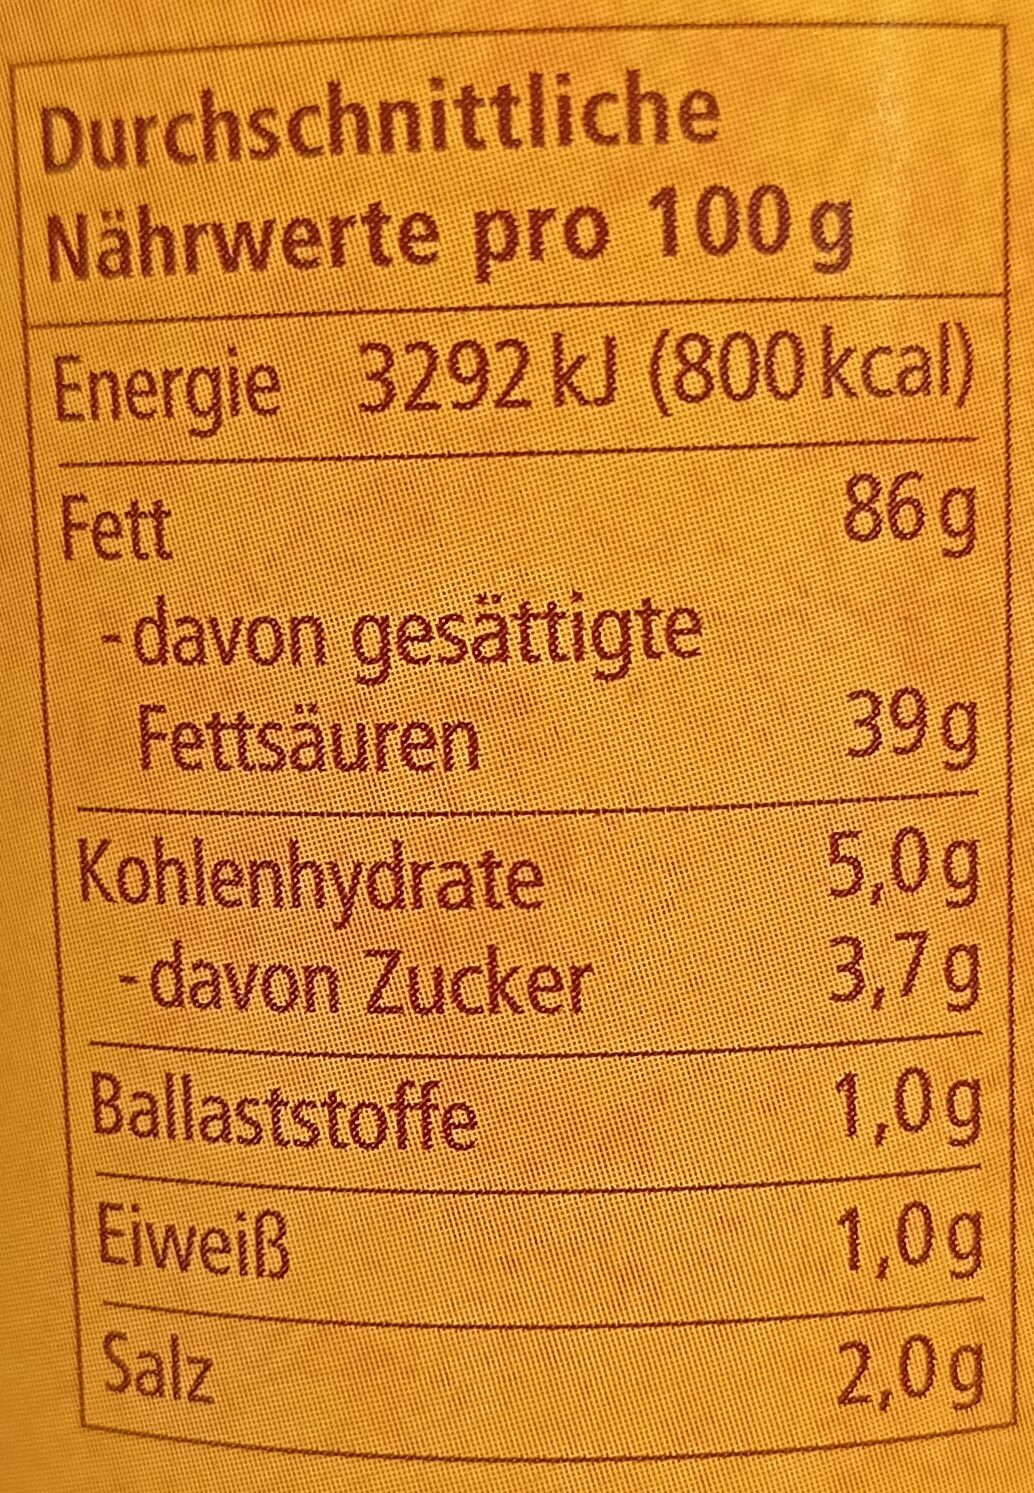 Durchschnittliche
Nährwerte pro 100 g
Energie 3292 kJ (800 kcal)
Fett 86 g
-davon gesättigte
Fettsäuren 39 g
Kohlenhydrate 5,0 g
-davon Zucker 3,7 g
Ballaststoffe 1,0 g
Eiweiß 1,0 g
Salz 2,0 g